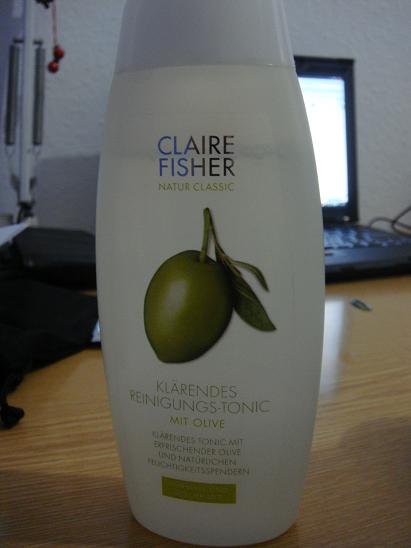 CLAIRE
FISHER
NATUR CLASSIC
KLÄRENDES
REINIGUNGS-TONIC
MIT OLIVE
KLÄRENDES TONIC MIT
ERFRISCHENDER OLIVE
UND NATÜRLICHEN
FEUCHTIGKEITSSPENDERN